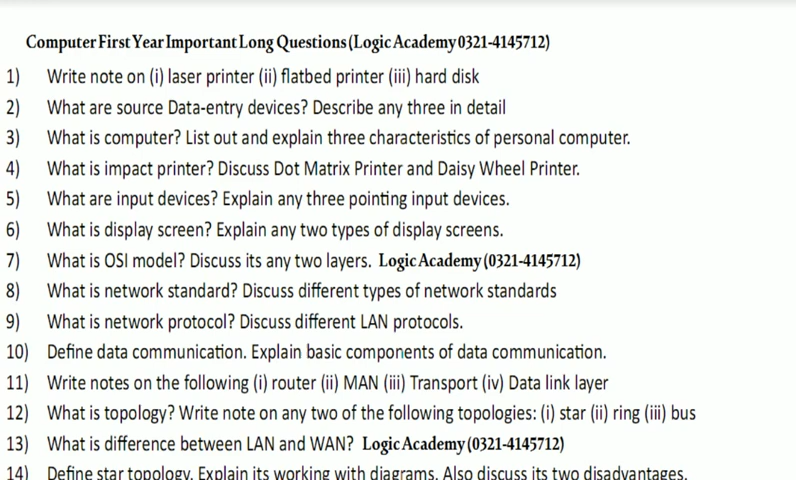 Computer First Year Important Long Questions (Logic Academy 0321-4145712)
1) Write note on (i) laser printer (ii) flatbed printer (iii) hard disk
2) What are source Data-entry devices? Describe any three in detail
3) What is computer? List out and explain three characteristics of personal computer.
4) What is impact printer? Discuss Dot Matrix Printer and Daisy Wheel Printer.
5) What are input devices? Explain any three pointing input devices.
6) What is display screen? Explain any two types of display screens.
7) What is OSI model? Discuss its any two layers. Logic Academy (0321-4145712)
8) What is network standard? Discuss different types of network standards
9) What is network protocol? Discuss different LAN protocols.
10) Define data communication. Explain basic components of data communication.
11) Write notes on the following (i) router (ii) MAN (iii) Transport (iv) Data link layer
12) What is topology? Write note on any two of the following topologies: (i) star (ii) ring (iii) bus
13) What is difference between LAN and WAN? Logic Academy (0321-4145712)
14) Define star topology. Explain its working with diagrams. Also discuss its two disadvantages.